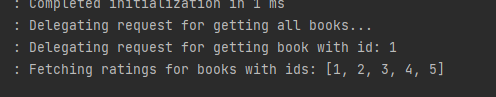 : Completed initialization in 1 ms
: Delegating request for getting all books...
: Delegating request for getting book with id: 1
: Fetching ratings for books with ids: [1, 2, 3, 4, 5]